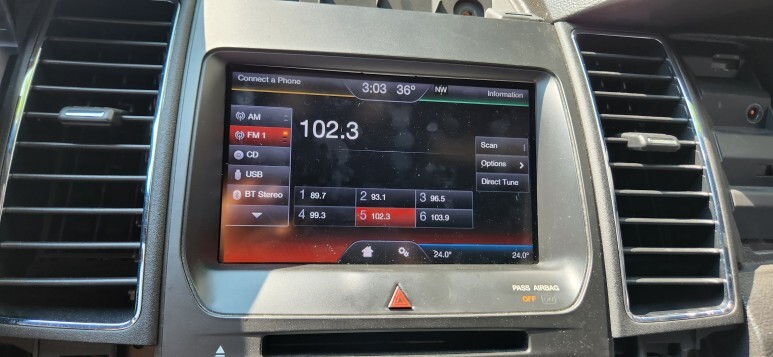 Connect a Phone
3:03 36° NW
Information
AM
FM 1
CD
USB
BT Stereo
102.3
Scan
Options
Direct Tune
1 89.7 2 93.1 3 96.5
4 99.3 5 102.3 6 103.9
24.0° 24.0°
PASS AIRBAG
OFF